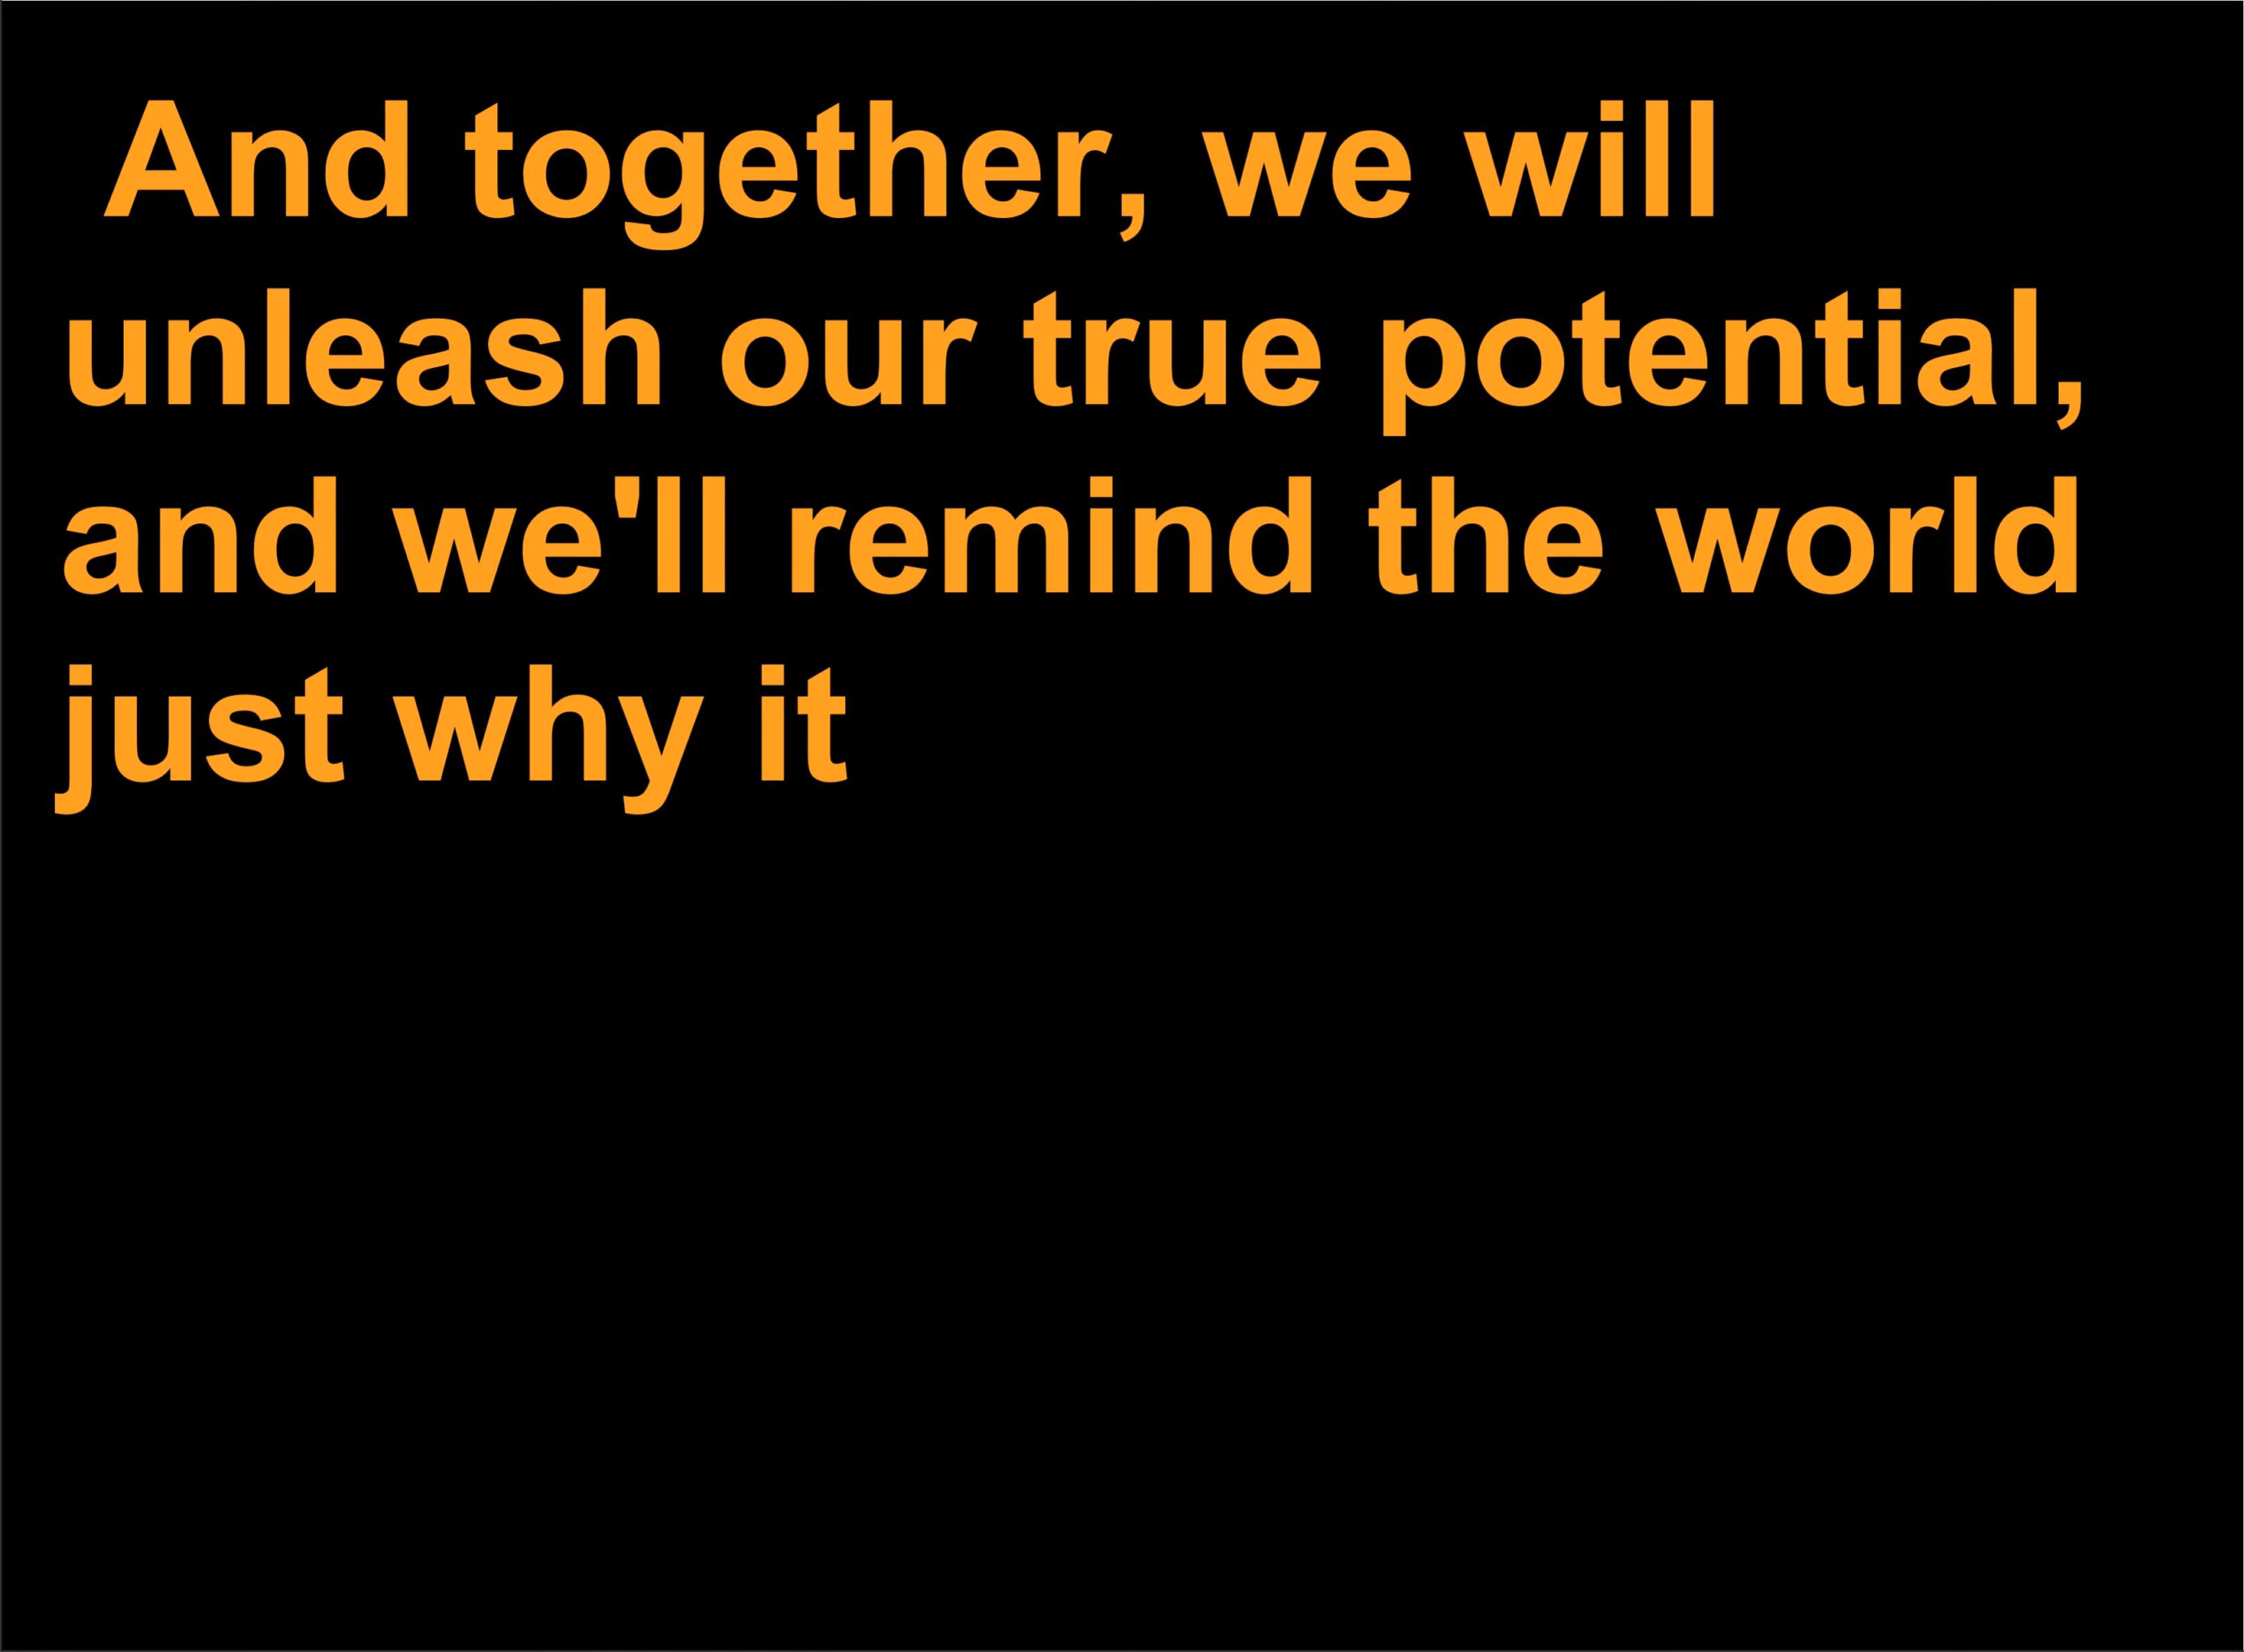 And together, we will
unleash our true potential,
and we'll remind the world
just why it